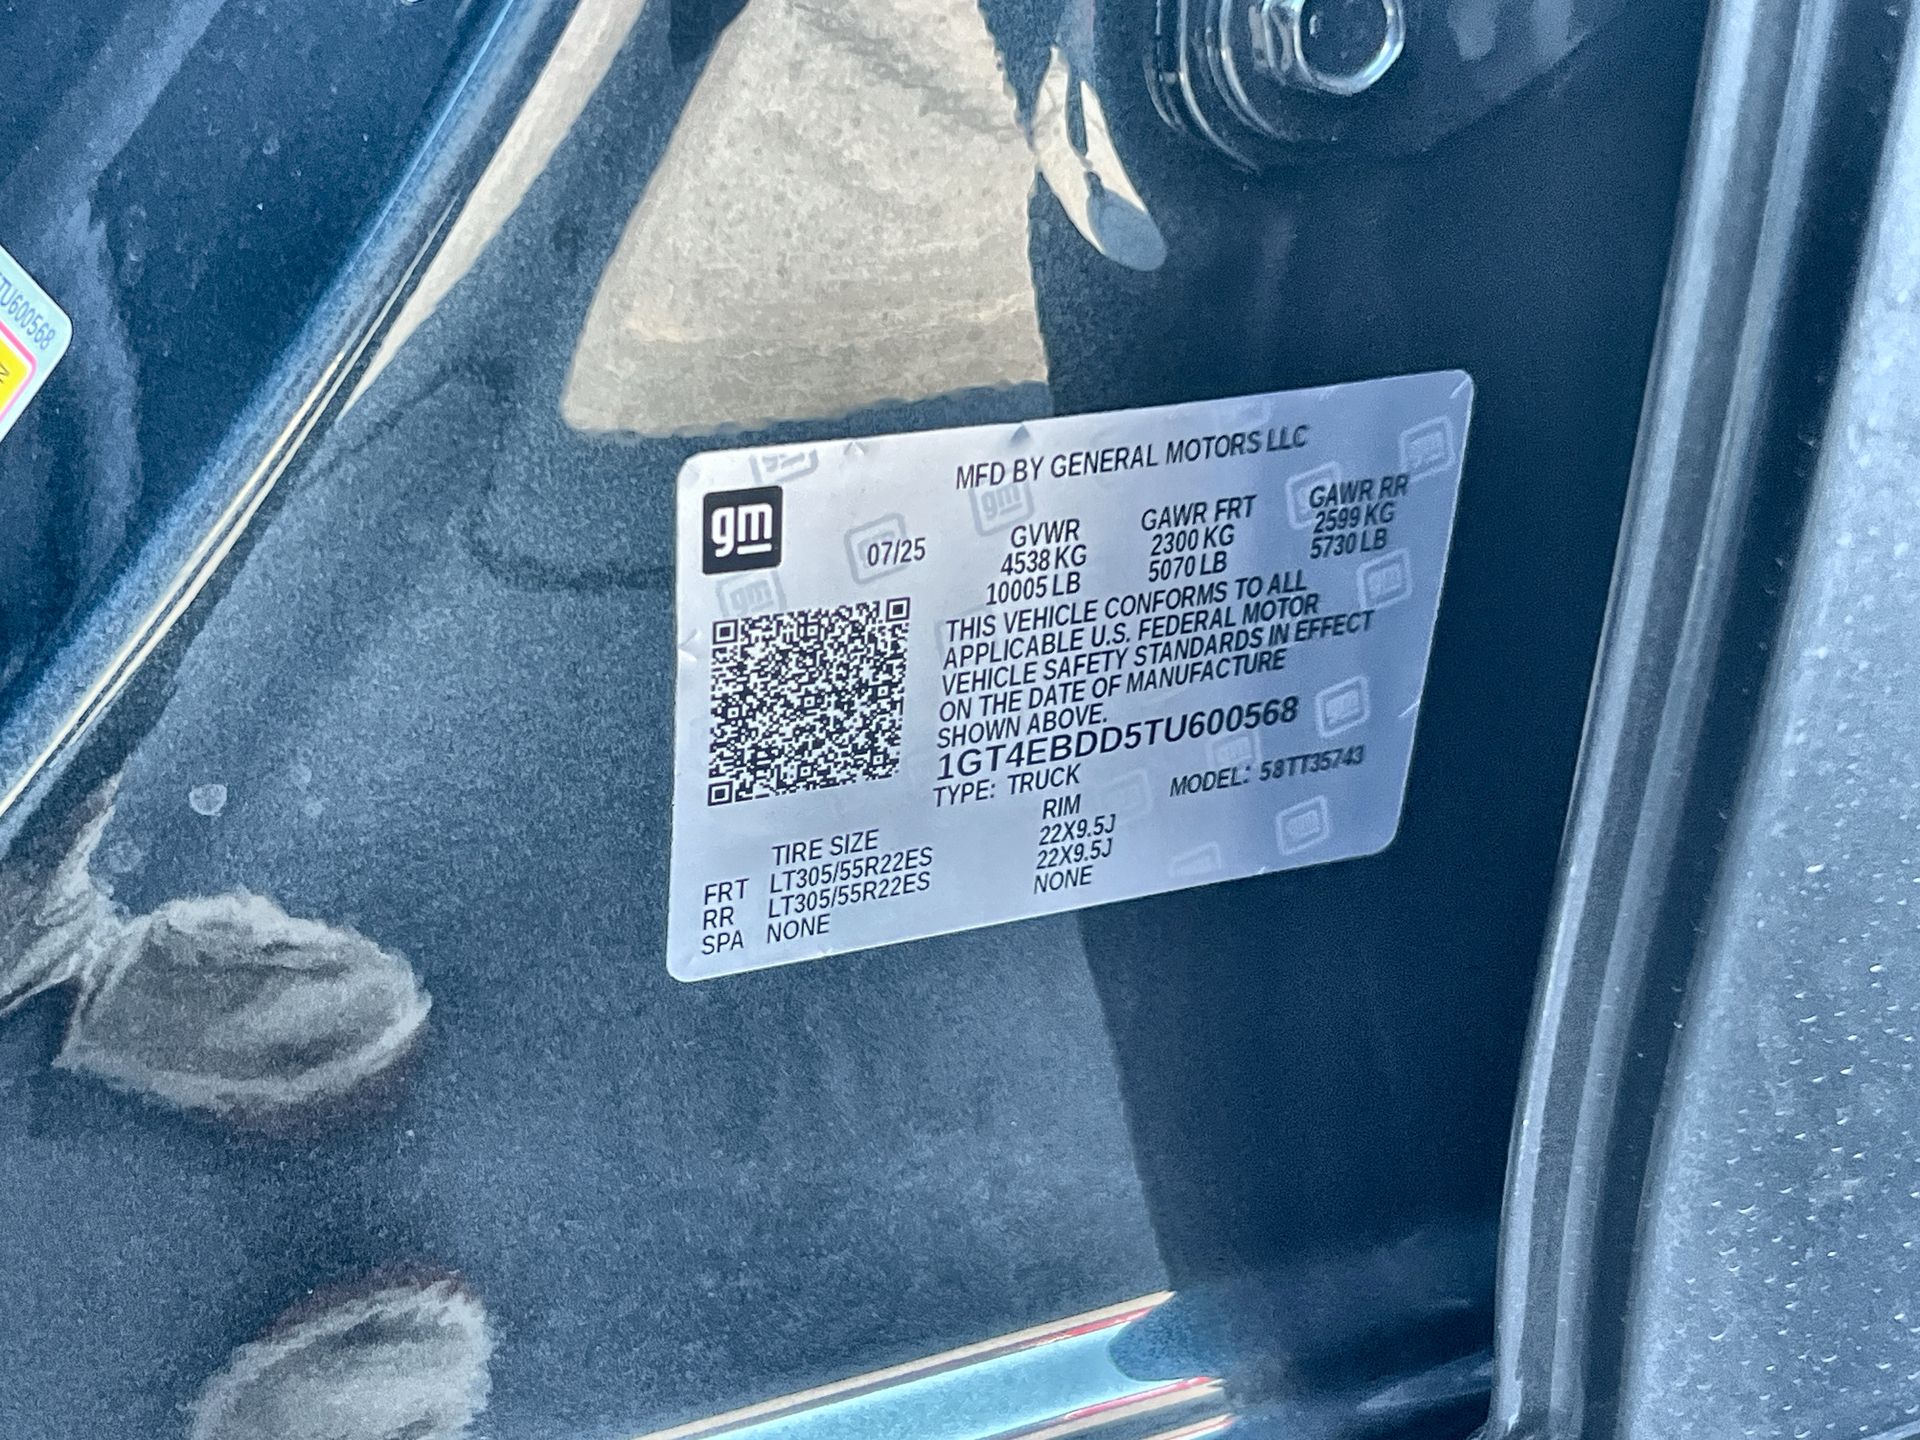 TU600568
gm
MFD BY GENERAL MOTORS LLC
07/25
GVWR GAWR FRT GAWR RR
4538 KG 2300 KG 2599 KG
10005 LB 5070 LB 5730 LB
THIS VEHICLE CONFORMS TO ALL
APPLICABLE U.S. FEDERAL MOTOR
VEHICLE SAFETY STANDARDS IN EFFECT
ON THE DATE OF MANUFACTURE
SHOWN ABOVE.
1GT4EBDD5TU600568
TYPE: TRUCK MODEL: 58TT35743
TIRE SIZE RIM
FRT LT305/55R22ES 22X9.5J
RR LT305/55R22ES 22X9.5J
SPA NONE NONE